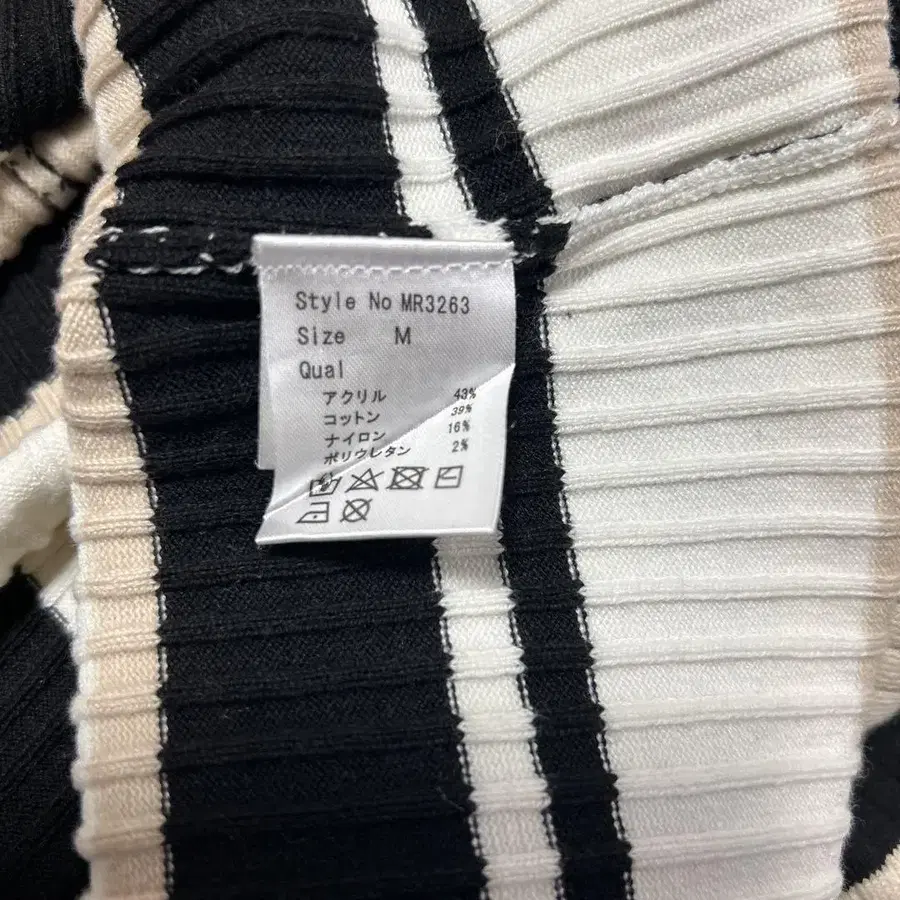 Style No MR3263
Size M
Qual
アクリル 43%
コットン 39%
ナイロン 16%
ポリウレタン 2%